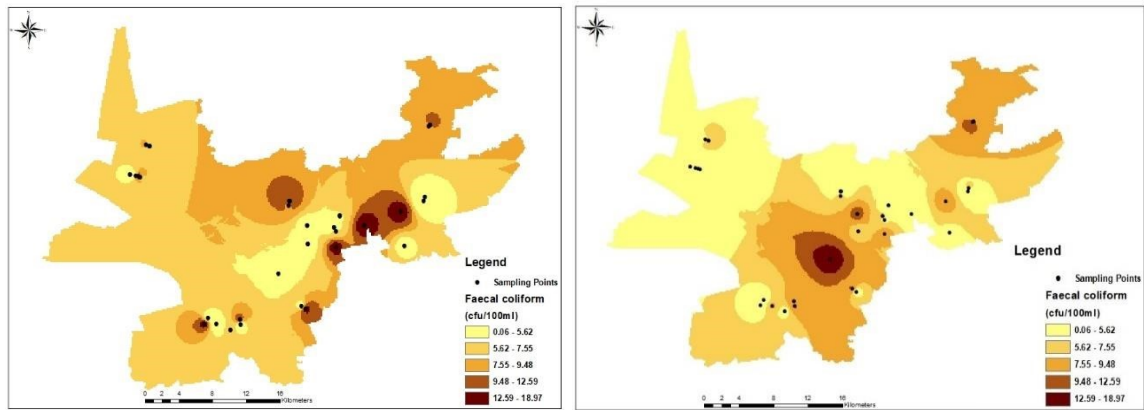 Legend
Sampling Points
Faecal coliform
(cfu/100ml)
0.06 - 5.62
5.62 - 7.55
7.55 - 9.48
9.48 - 12.59
12.59 - 18.97
0 2 4 8 12 16
Kilometers
Legend
Sampling Points
Faecal coliform
(cfu/100ml)
0.06 - 5.62
5.62 - 7.55
7.55 - 9.48
9.48 - 12.59
12.59 - 18.97
0 2 4 8 12 16
Kilometers